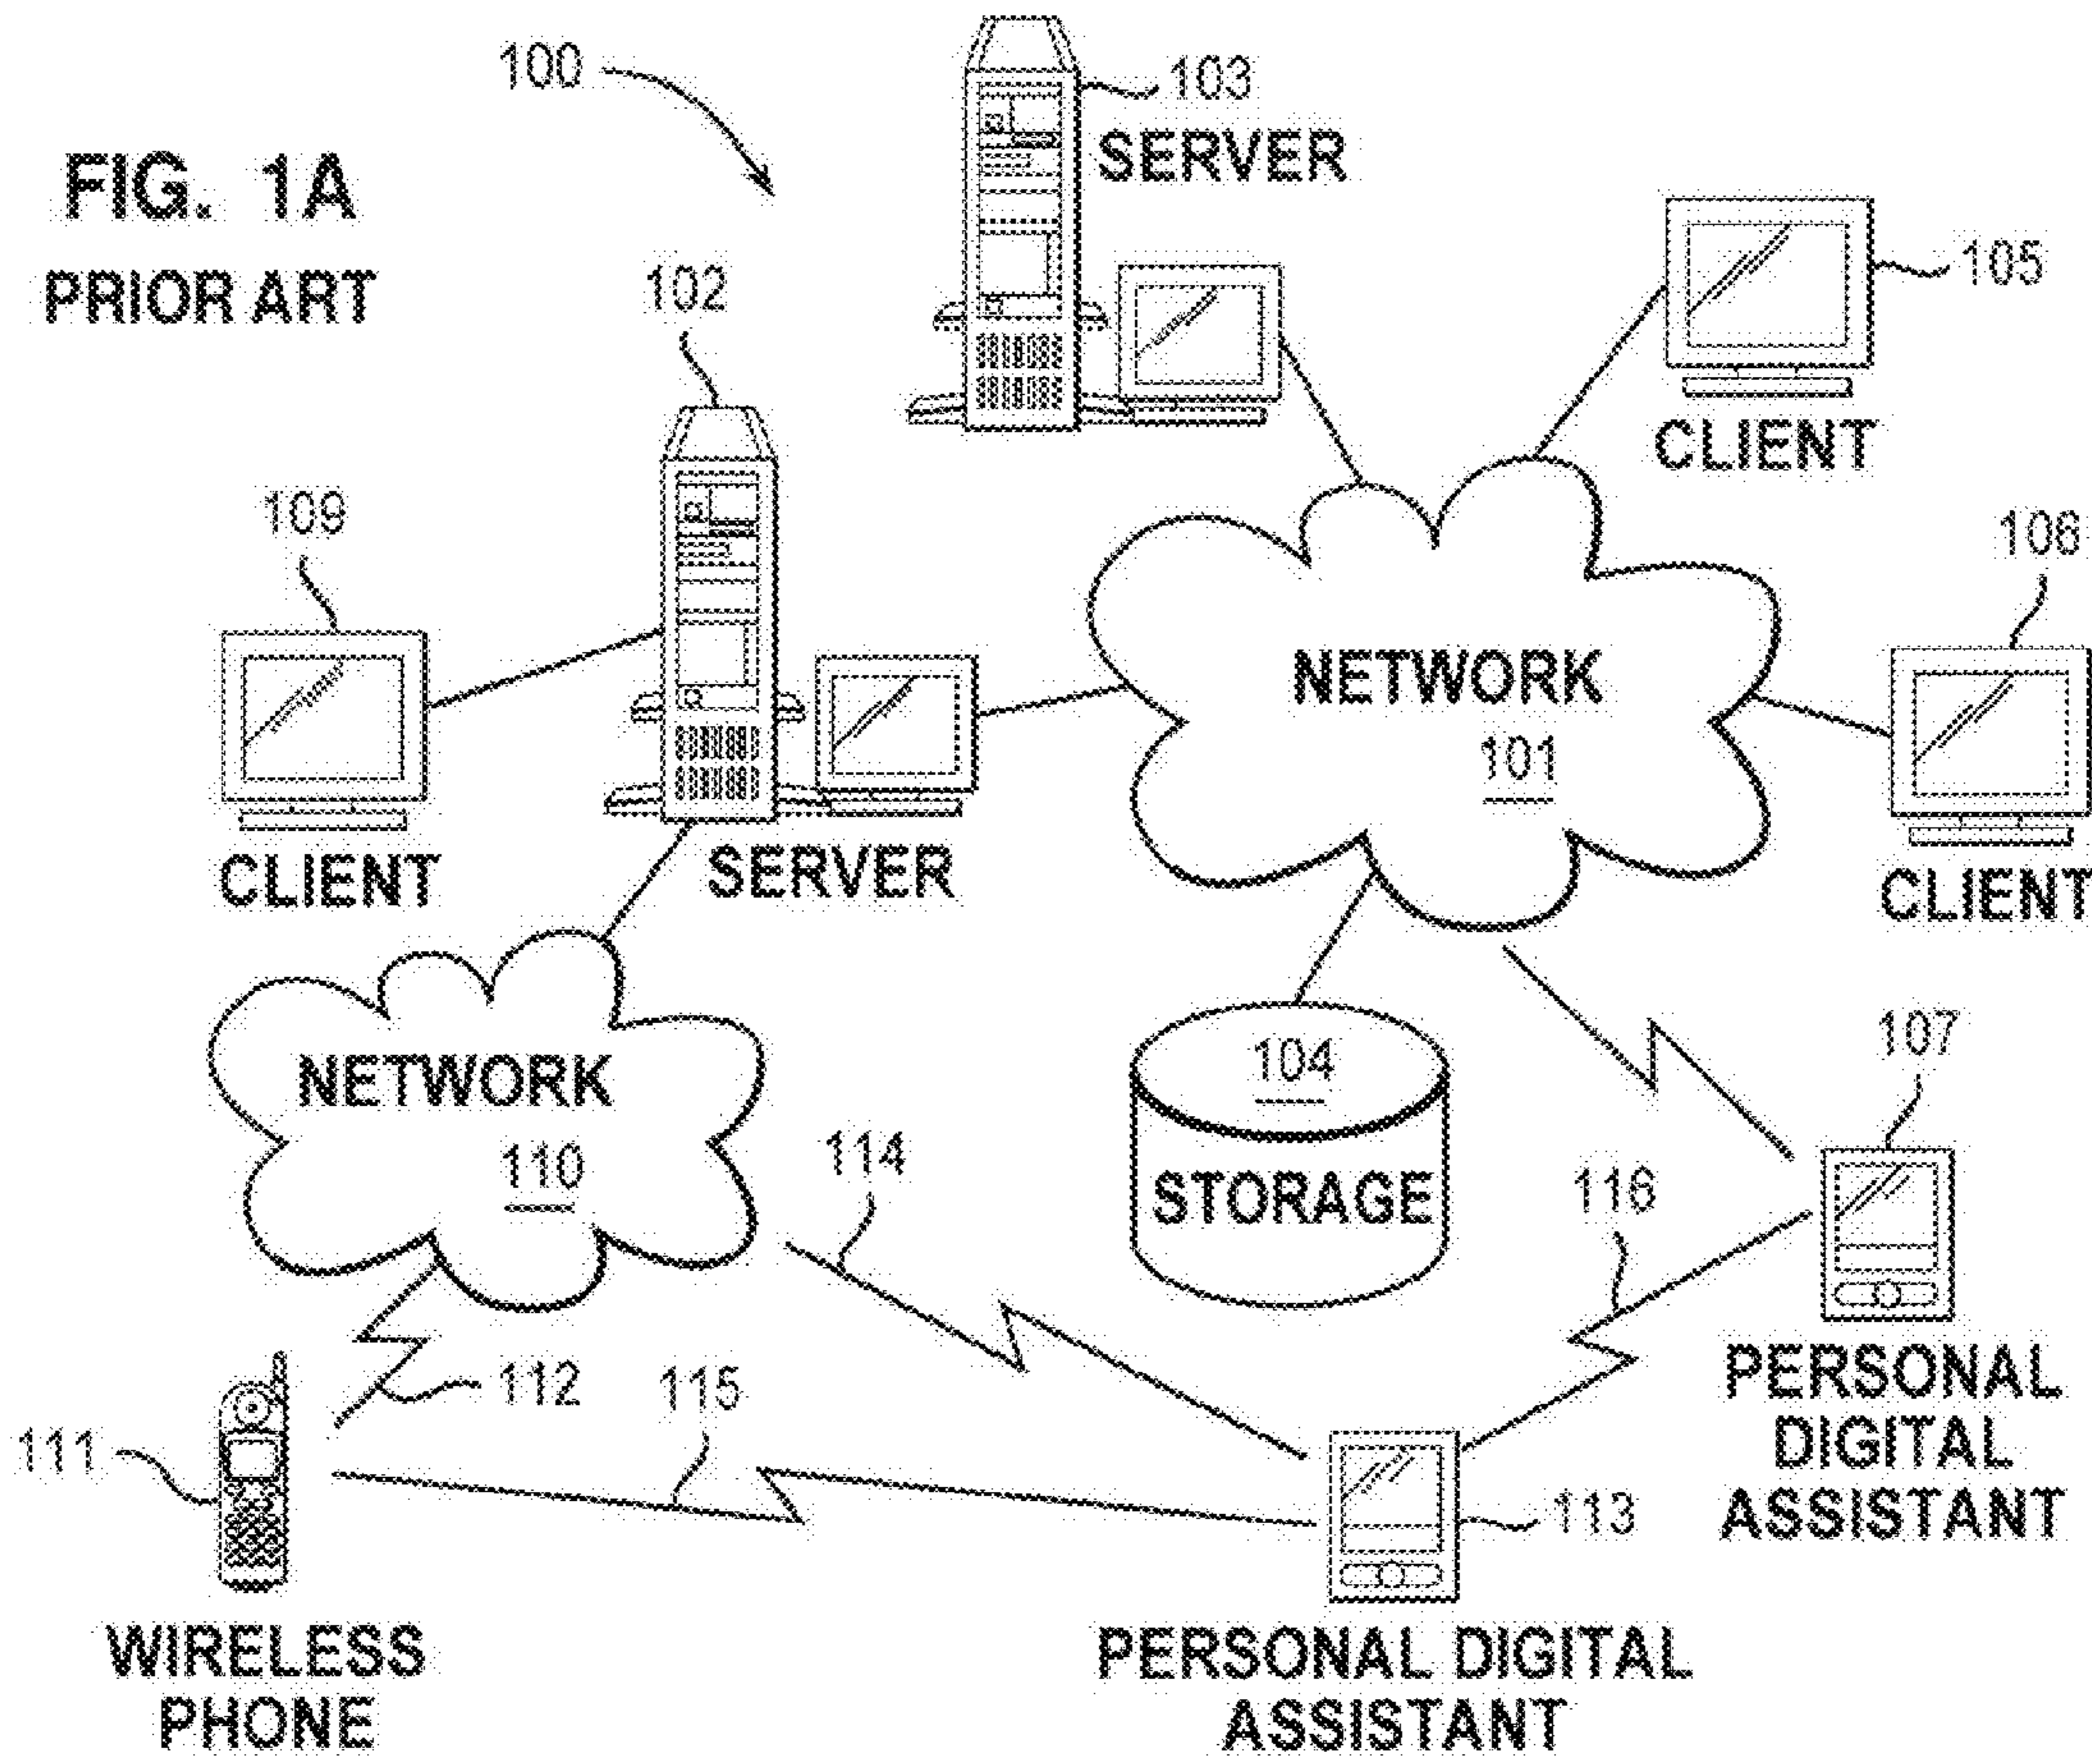 100
103
SERVER
FIG. 1A
PRIOR ART
102
105
CLIENT
109
106
NETWORK
101
CLIENT
SERVER
CLIENT
NETWORK
110
104
STORAGE
107
114
116
PERSONAL
DIGITAL
ASSISTANT
112
115
111
113
WIRELESS
PHONE
PERSONAL DIGITAL
ASSISTANT